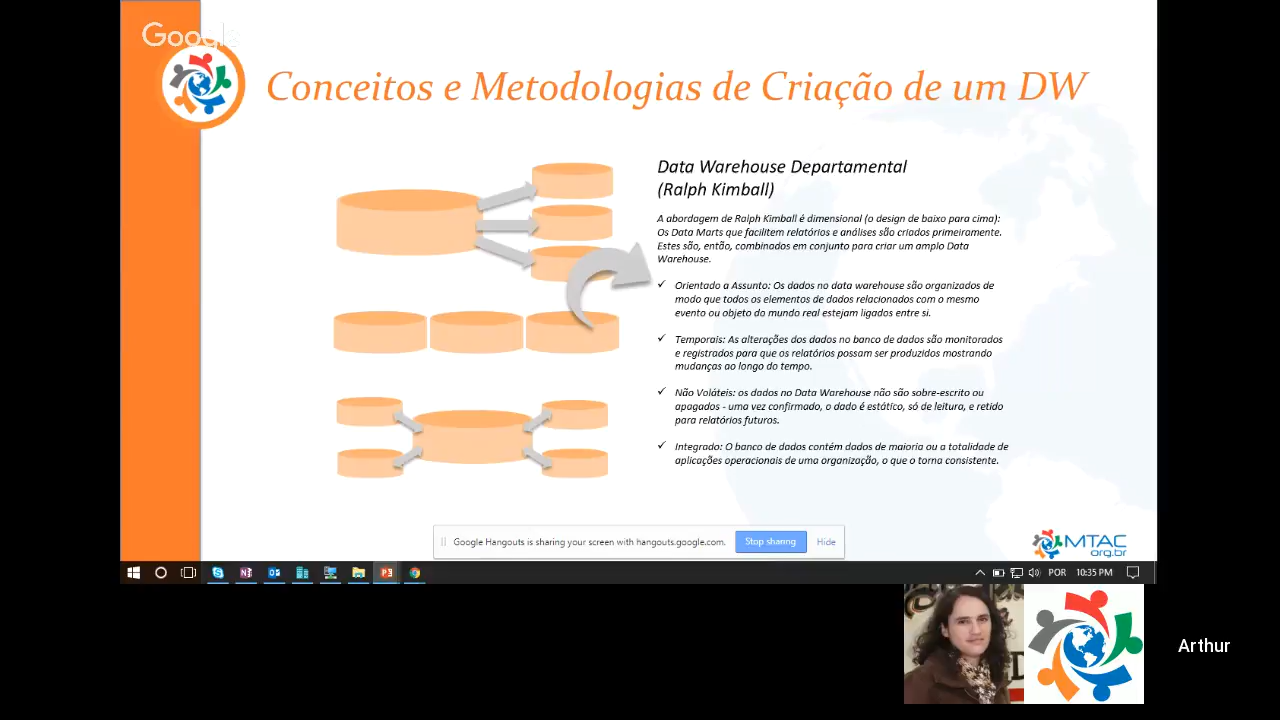 Google
Conceitos e Metodologias de Criação de um DW
Data Warehouse Departamental
(Ralph Kimball)
A abordagem de Ralph Kimball é dimensional (o design de baixo para cima):
Os Data Marts que facilitem relatórios e análises são criados primeiramente.
Estes são, então, combinados em conjunto para criar um amplo Data
Warehouse.
Orientado a Assunto: Os dados no data warehouse são organizados de
modo que todos os elementos de dados relacionados com o mesmo
evento ou objeto do mundo real estejam ligados entre si.
Temporais: As alterações dos dados no banco de dados são monitorados
e registrados para que os relatórios possam ser produzidos mostrando
mudanças ao longo do tempo.
Não Voláteis: os dados no Data Warehouse não são sobre-escrito ou
apagados - uma vez confirmado, o dado é estático, só de leitura, e retido
para relatórios futuros.
Integrado: O banco de dados contém dados de maioria ou a totalidade de
aplicações operacionais de uma organização, o que o torna consistente.
Google Hangouts is sharing your screen with hangouts.google.com.
Stop sharing
Hide
MTAC
org.br
POR
10:35 PM
Arthur